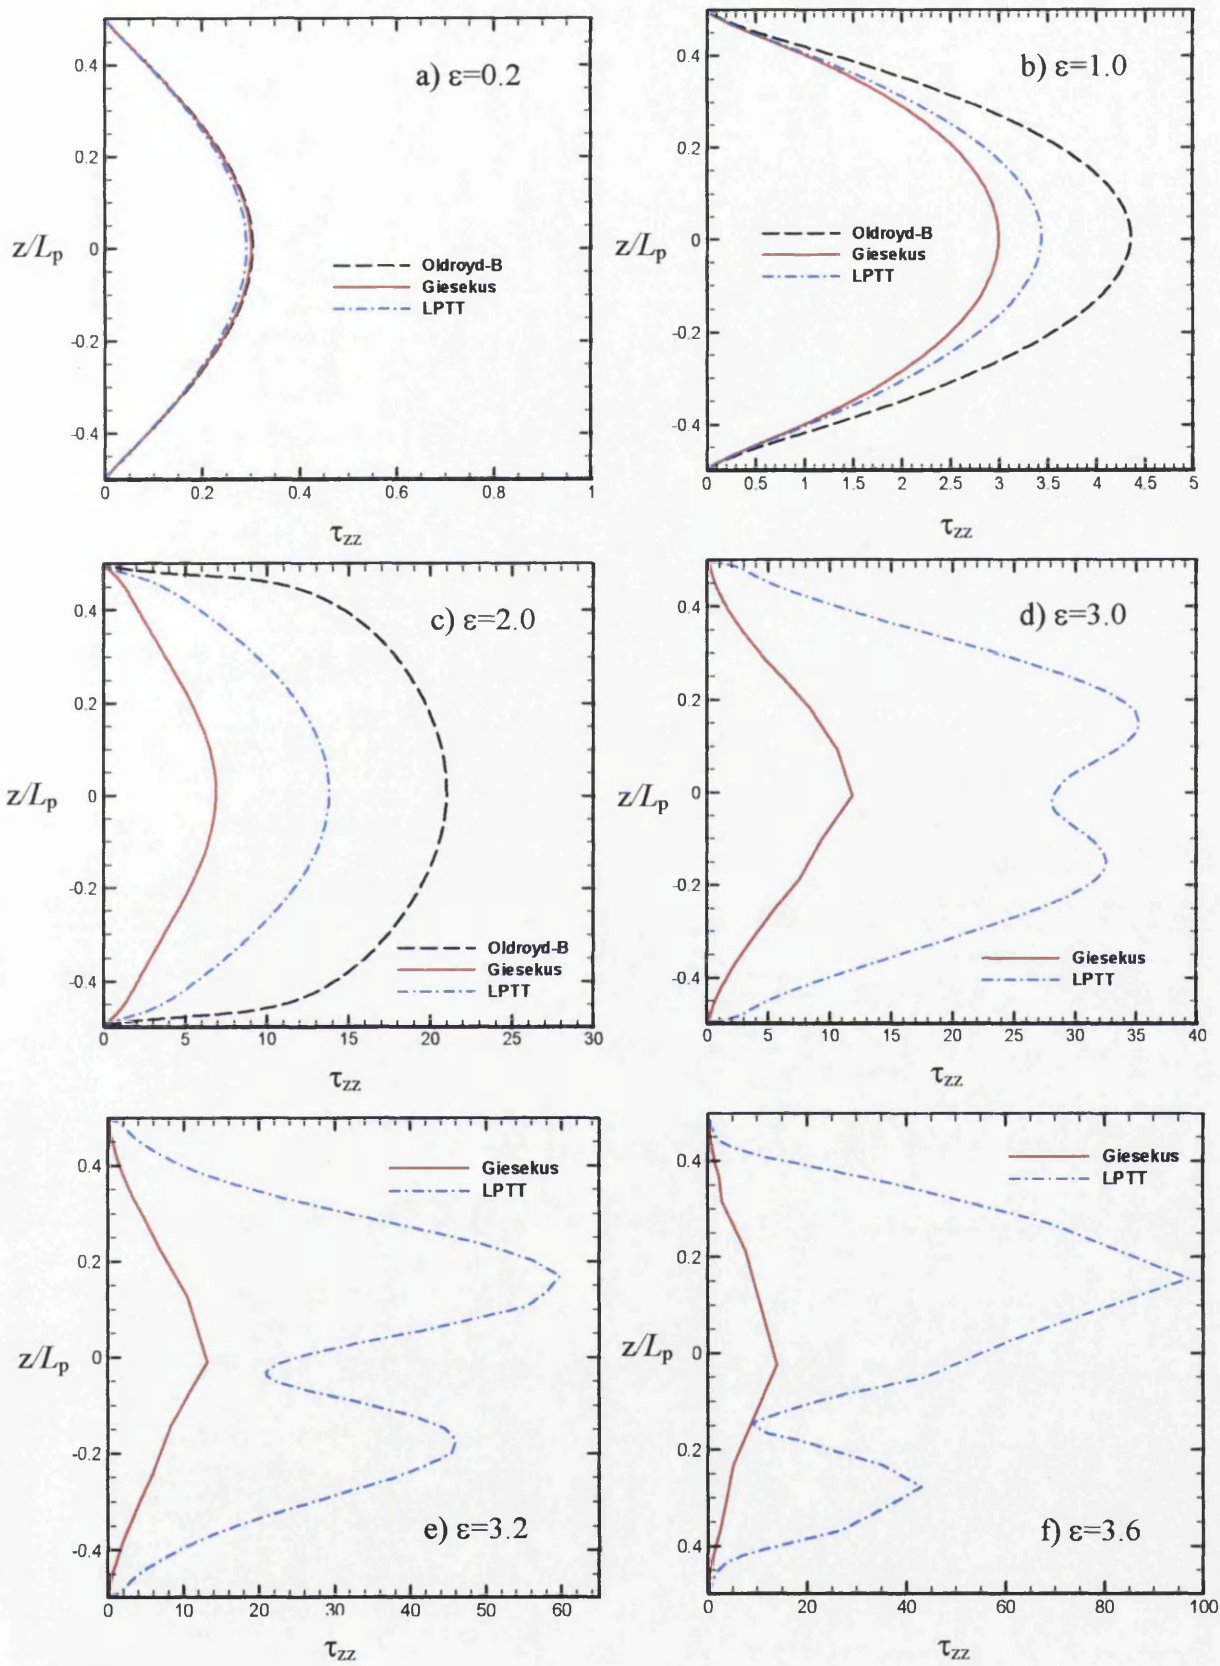 a) ε=0.2
0.4
0.2
z/Lp
0
-0.2
-0.4
Oldroyd-B
Giesekus
LPTT
0
0.2
0.4
0.6
0.8
1
τzz
b) ε=1.0
0.4
0.2
z/Lp
0
-0.2
-0.4
Oldroyd-B
Giesekus
LPTT
0
0.5
1
1.5
2
2.5
3
3.5
4
4.5
5
τzz
c) ε=2.0
0.4
0.2
z/Lp
0
-0.2
-0.4
Oldroyd-B
Giesekus
LPTT
0
5
10
15
20
25
30
τzz
d) ε=3.0
0.4
0.2
z/Lp
0
-0.2
-0.4
Giesekus
LPTT
0
5
10
15
20
25
30
35
40
τzz
0.4
0.2
z/Lp
0
-0.2
-0.4
Giesekus
LPTT
e) ε=3.2
0
10
20
30
40
50
60
τzz
0.4
0.2
z/Lp
0
0.2
0.4
Giesekus
LPTT
f) ε=3.6
0
20
40
60
80
100
τzz